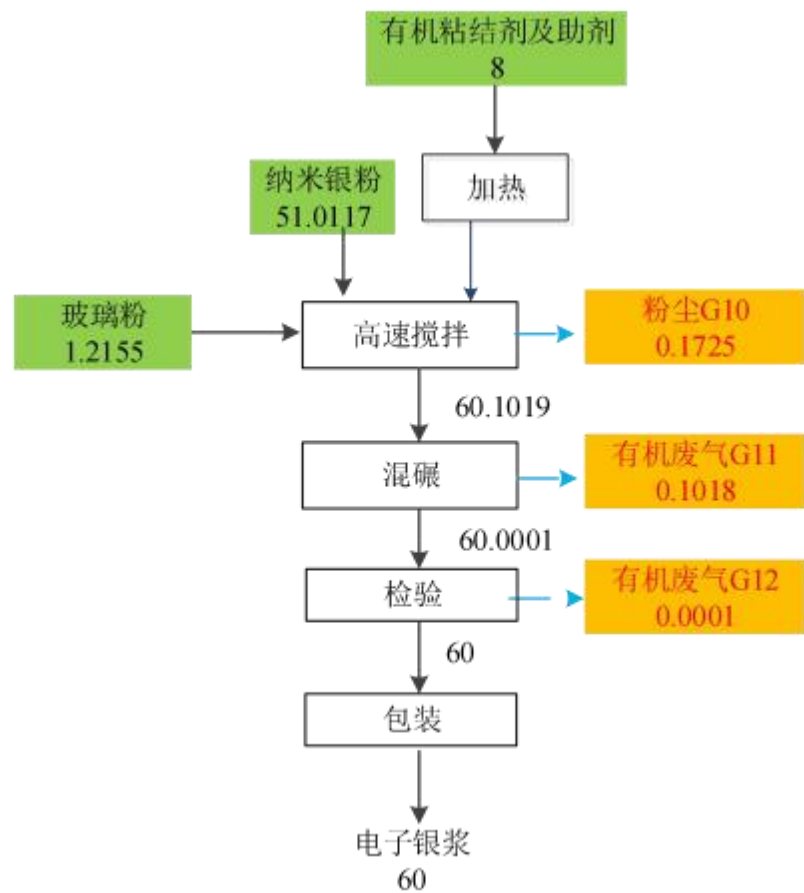 有机粘结剂及助剂
8
纳米银粉
51.0117
加热
玻璃粉
1.2155
高速搅拌
粉尘G10
0.1725
60.1019
混碾
有机废气G11
0.1018
60.0001
检验
有机废气G12
0.0001
60
包装
电子银浆
60